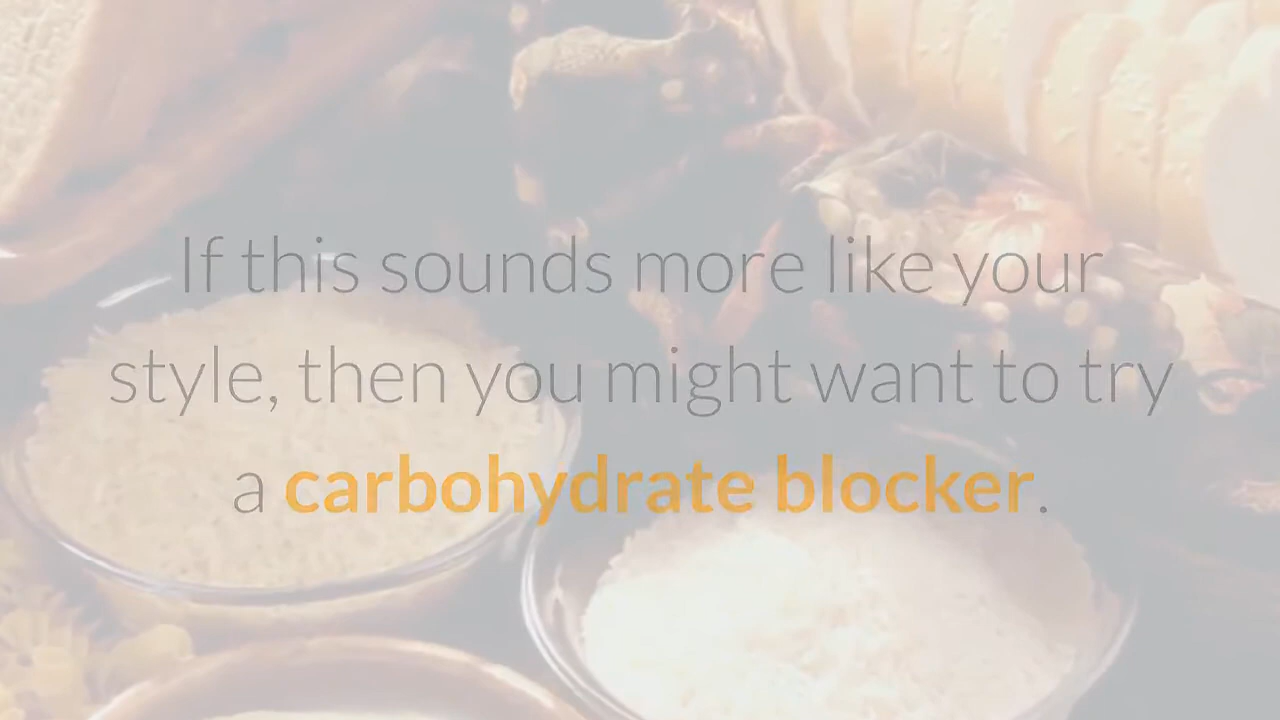 If this sounds more like your
style, then you might want to try
a carbohydrate blocker.